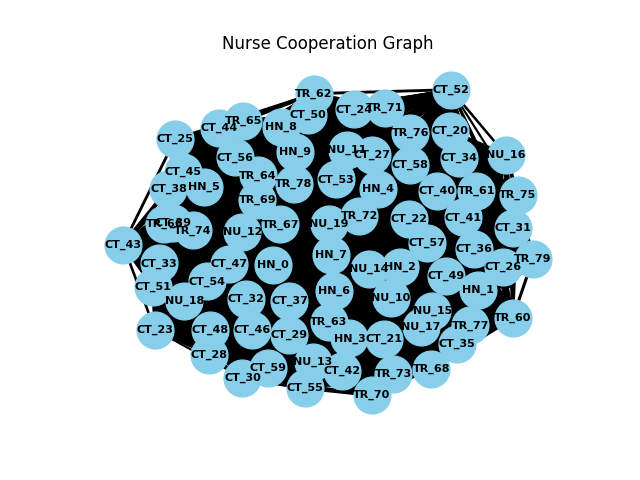 Nurse Cooperation Graph
TR_62
CT_52
CT_50
CT_24
TR_71
TR_65
CT_44
HN_8
CT_25
TR_76
CT_20
CT_56
HN_9
NU_11
CT_27
CT_58
CT_34
NU_16
CT_45
TR_64
TR_78
CT_53
HN_4
CT_38
HN_5
CT_40
TR_61
TR_75
TR_69
TR_72
CT_22
CT_41
CT_31
CT_39
TR_74
NU_12
TR_67
NU_19
CT_43
CT_57
CT_36
HN_7
TR_79
CT_33
CT_47
HN_0
NU_14
HN_2
CT_26
CT_49
CT_51
CT_54
HN_6
HN_1
NU_18
CT_32
CT_37
NU_10
NU_15
TR_60
CT_23
CT_48
CT_46
CT_29
TR_63
HN_3
CT_21
NU_17
TR_77
CT_35
CT_28
CT_59
NU_13
CT_42
TR_73
TR_68
CT_30
CT_55
TR_70